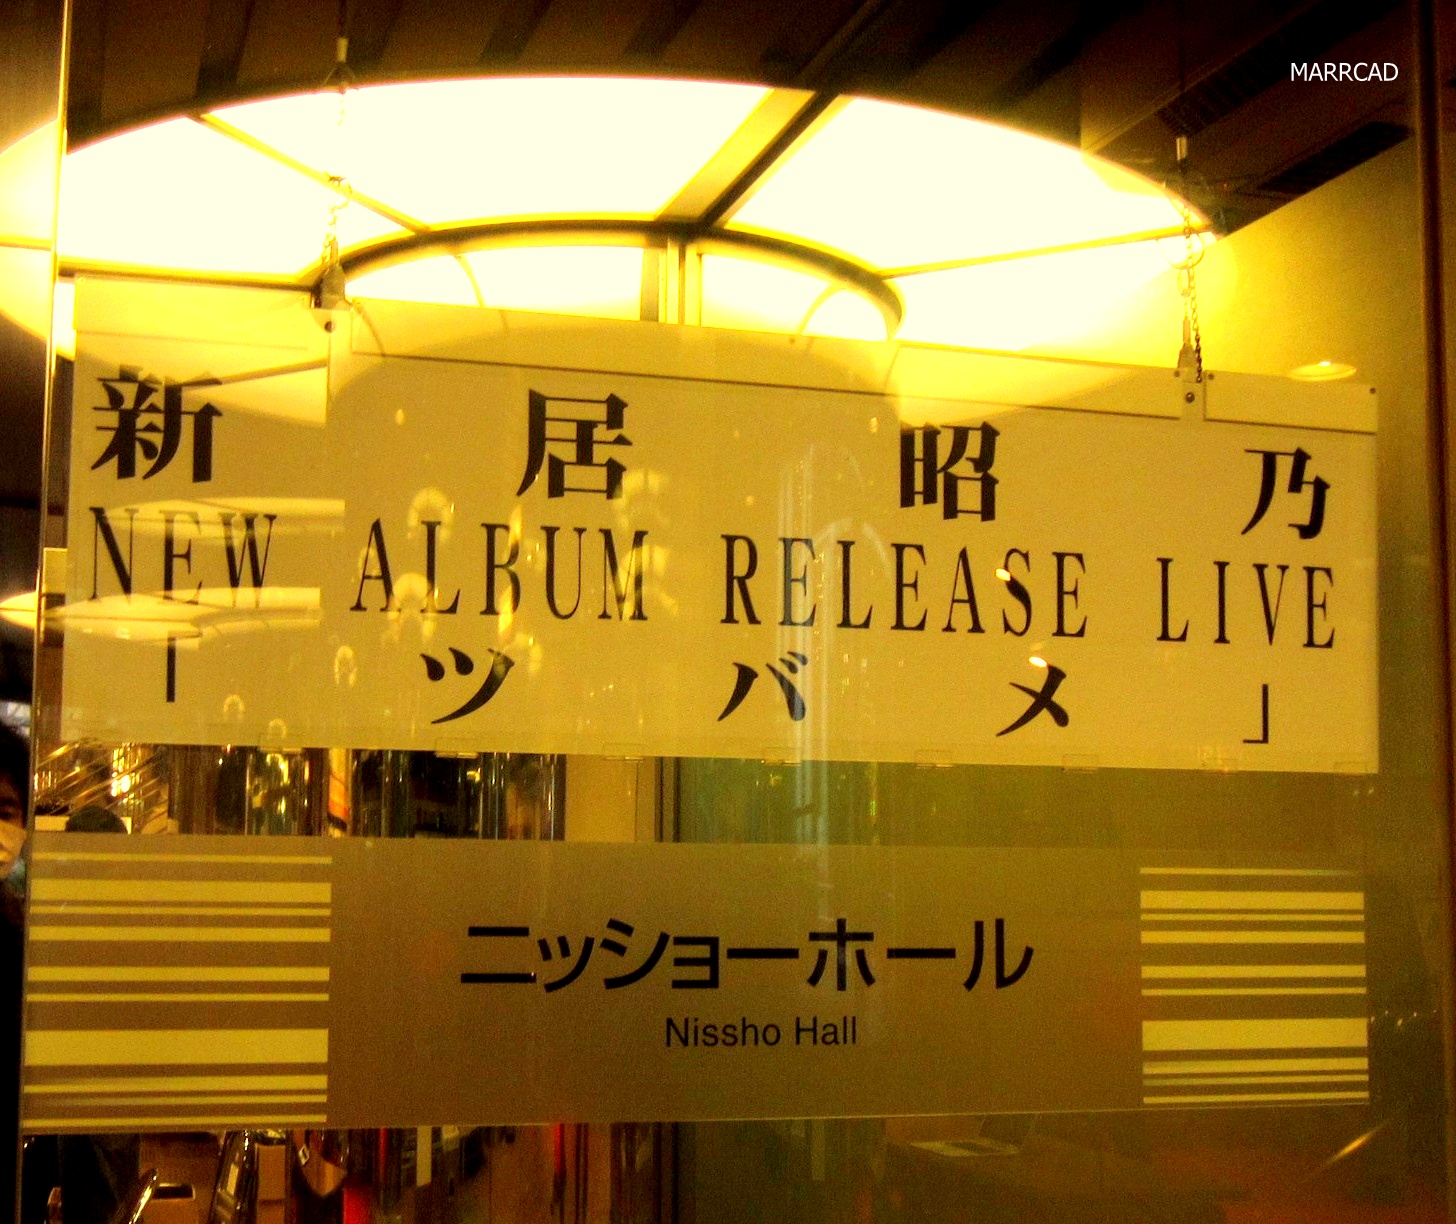 MARRCAD
新居昭乃
NEW ALBUM RELEASE LIVE
「ツバメ」
ニッショーホール
Nissho Hall